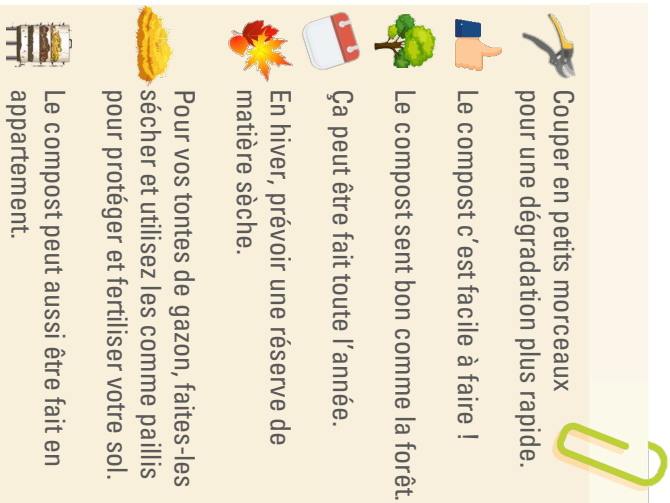 Couper en petits morceaux
pour une dégradation plus rapide.
Le compost c'est facile à faire !
Le compost sent bon comme la forêt.
Ça peut être fait toute l'année.
En hiver, prévoir une réserve de
matière sèche.
Pour vos tontes de gazon, faites-les
sécher et utilisez les comme paillis
pour protéger et fertiliser votre sol.
Le compost peut aussi être fait en
appartement.